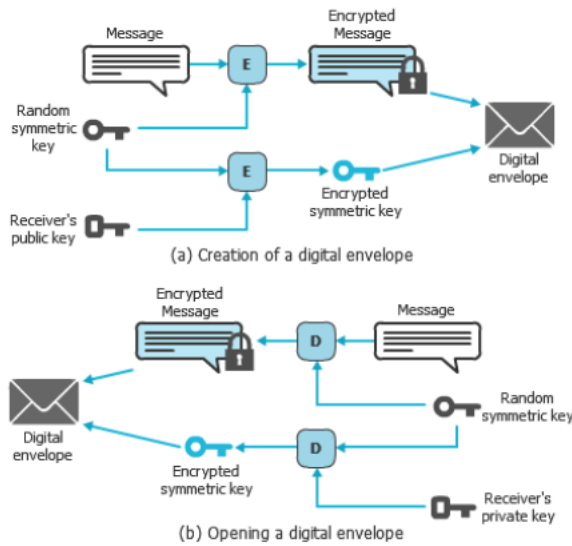 Message
Encrypted
Message
E
Random
symmetric
key
Digital
envelope
E
Encrypted
symmetric key
Receiver's
public key
(a) Creation of a digital envelope
Encrypted
Message
Message
D
Random
symmetric key
Digital
envelope
D
Encrypted
symmetric key
Receiver's
private key
(b) Opening a digital envelope